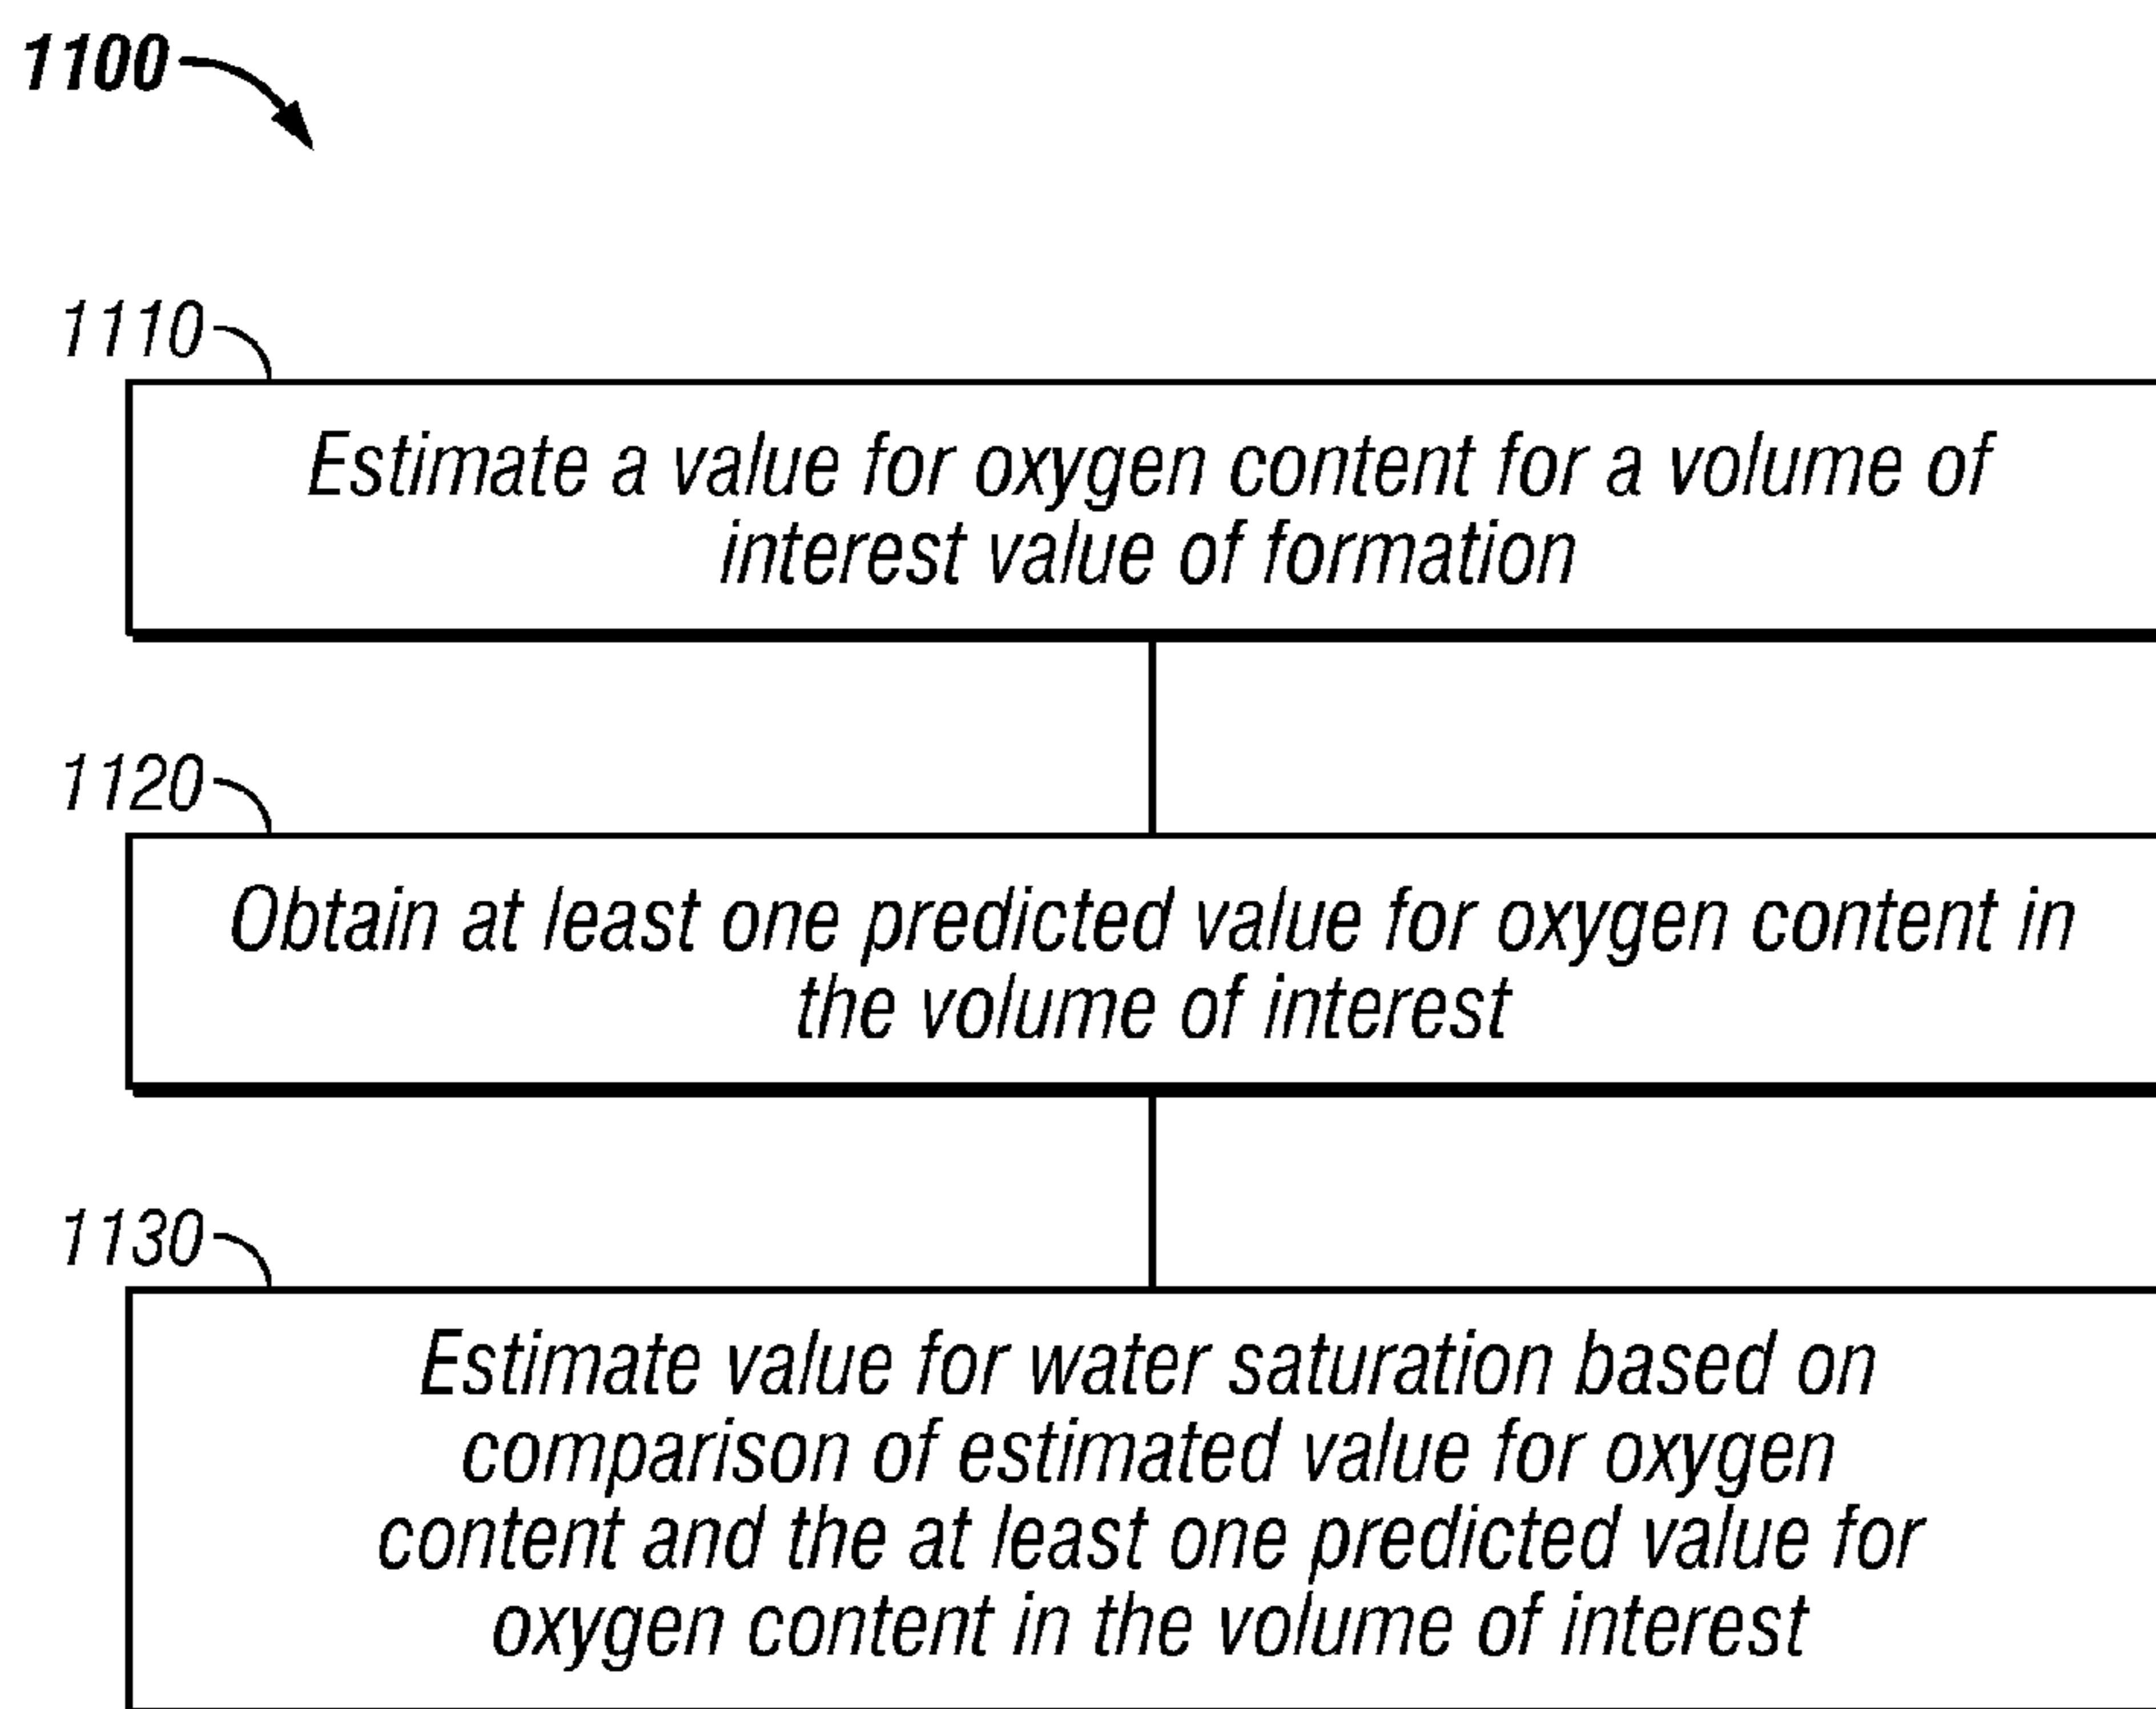 1100
1110
Estimate a value for oxygen content for a volume of
interest value of formation
1120
Obtain at least one predicted value for oxygen content in
the volume of interest
1130
Estimate value for water saturation based on
comparison of estimated value for oxygen
content and the at least one predicted value for
oxygen content in the volume of interest